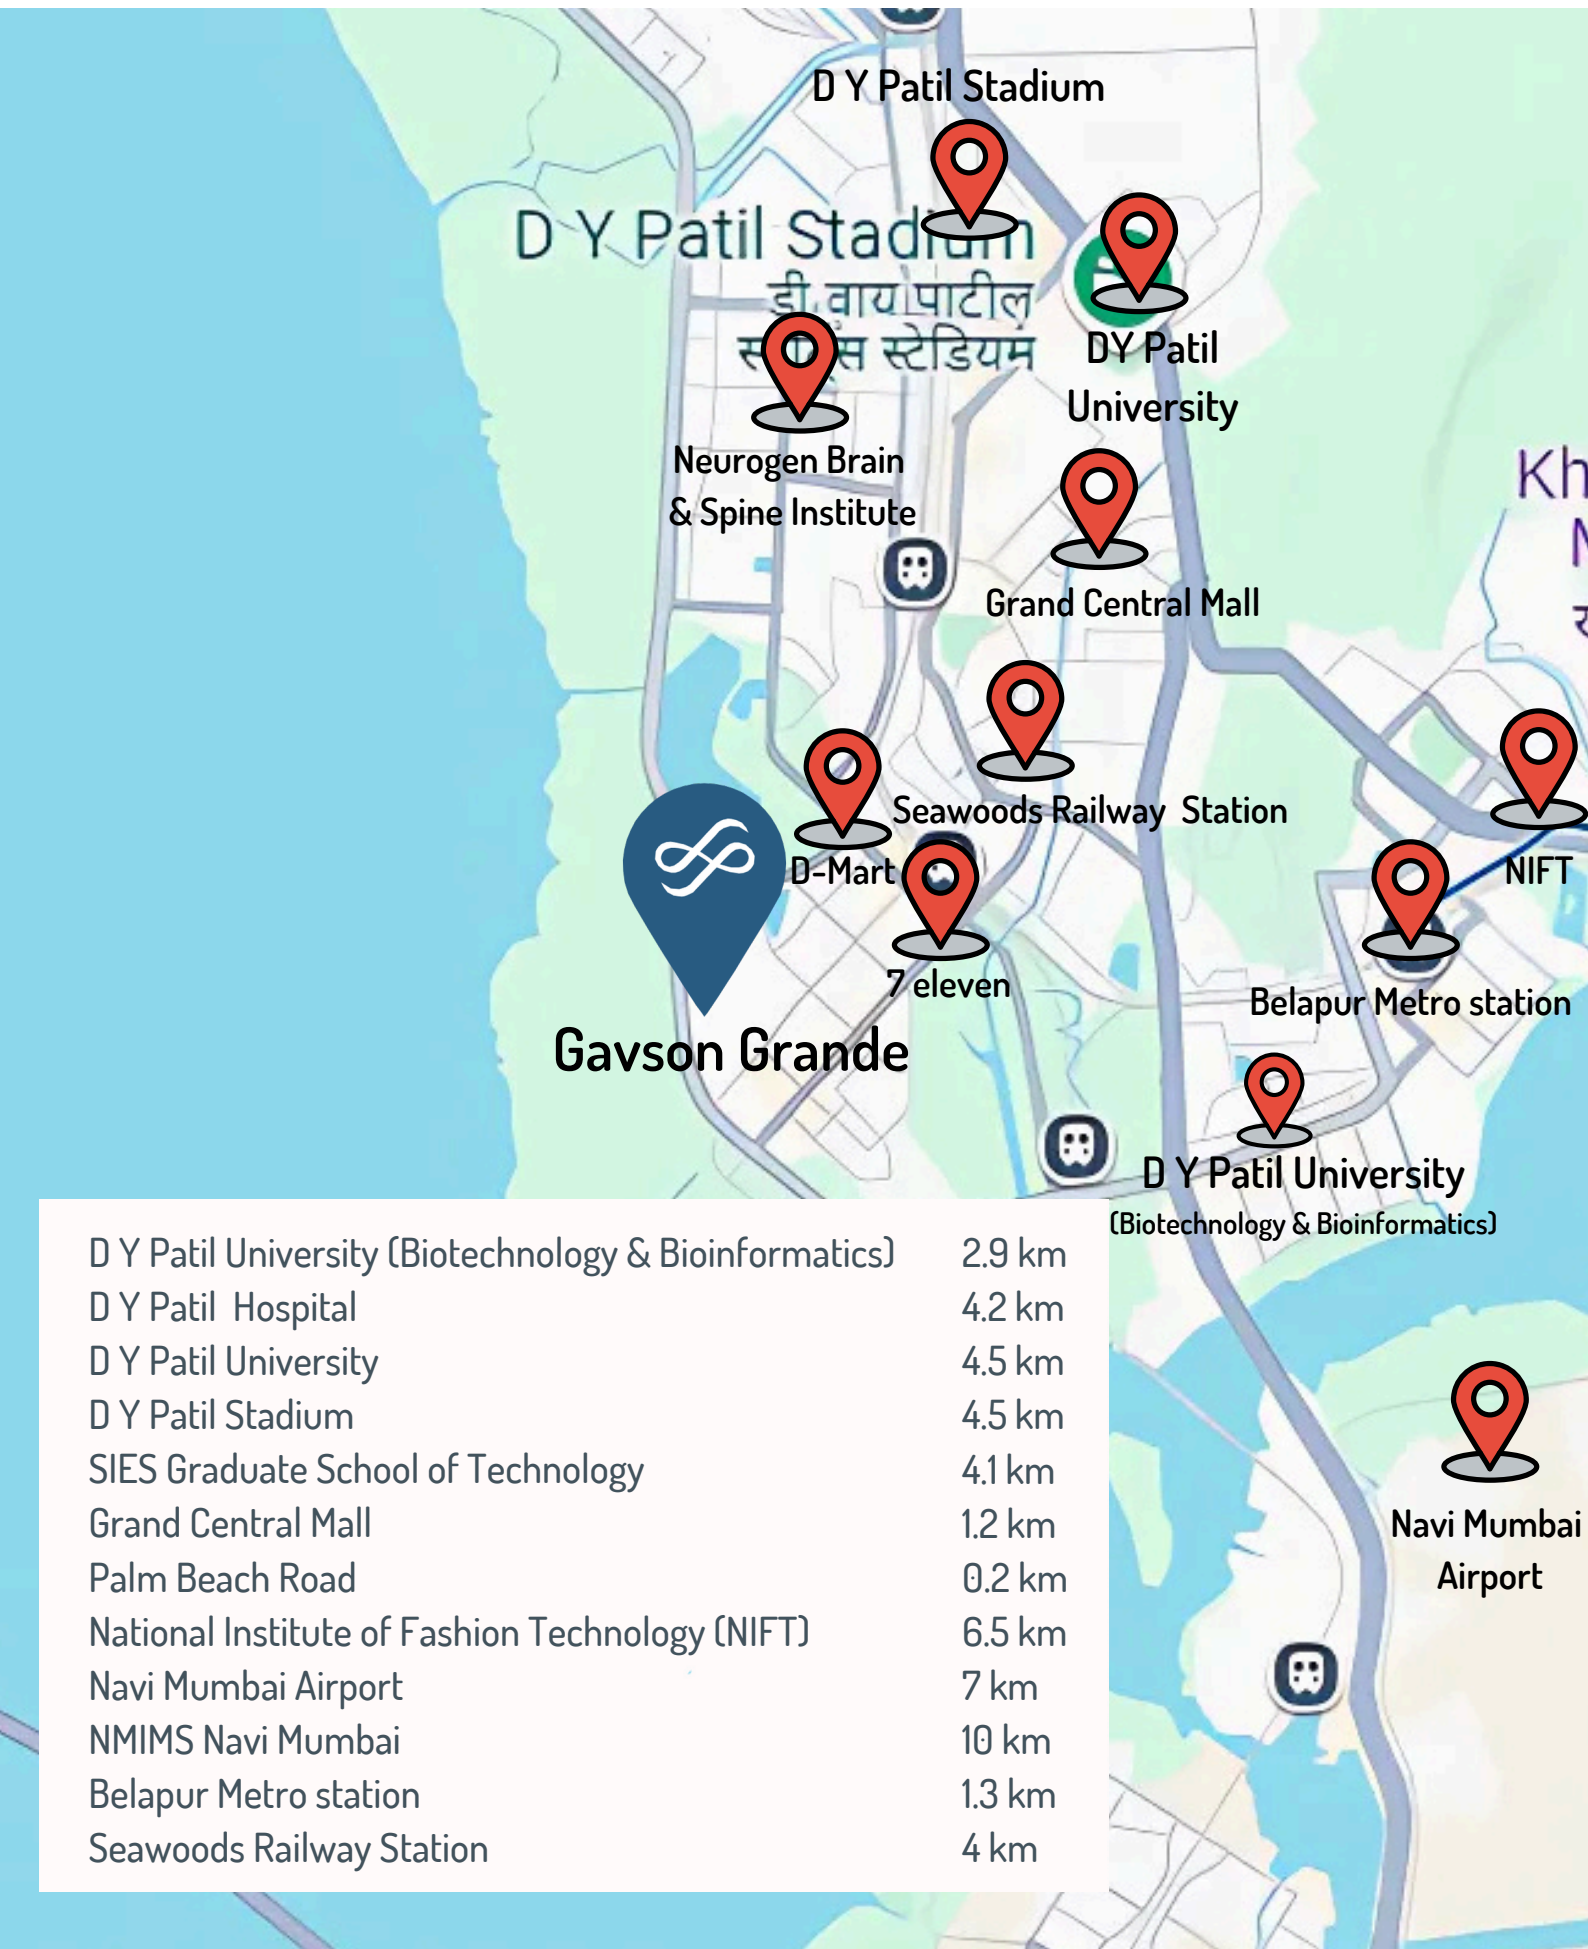 D Y Patil Stadium
D Y Patil Stadium
डी वाय पाटील
स्टेडियम
DY Patil
University
Neurogen Brain
& Spine Institute
Kh
Grand Central Mall
Seawoods Railway Station
D-Mart
NIFT
7 eleven
Belapur Metro station
Gavson Grande
D Y Patil University
(Biotechnology & Bioinformatics)
D Y Patil University (Biotechnology & Bioinformatics) 2.9 km
D Y Patil Hospital 4.2 km
D Y Patil University 4.5 km
D Y Patil Stadium 4.5 km
SIES Graduate School of Technology 4.1 km
Grand Central Mall 1.2 km
Palm Beach Road 0.2 km
National Institute of Fashion Technology (NIFT) 6.5 km
Navi Mumbai Airport 7 km
NMIMS Navi Mumbai 10 km
Belapur Metro station 1.3 km
Seawoods Railway Station 4 km
Navi Mumbai
Airport